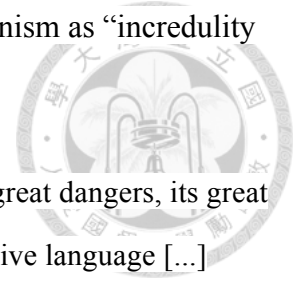 nism as “incredulity
great dangers, its great
ive language [...]